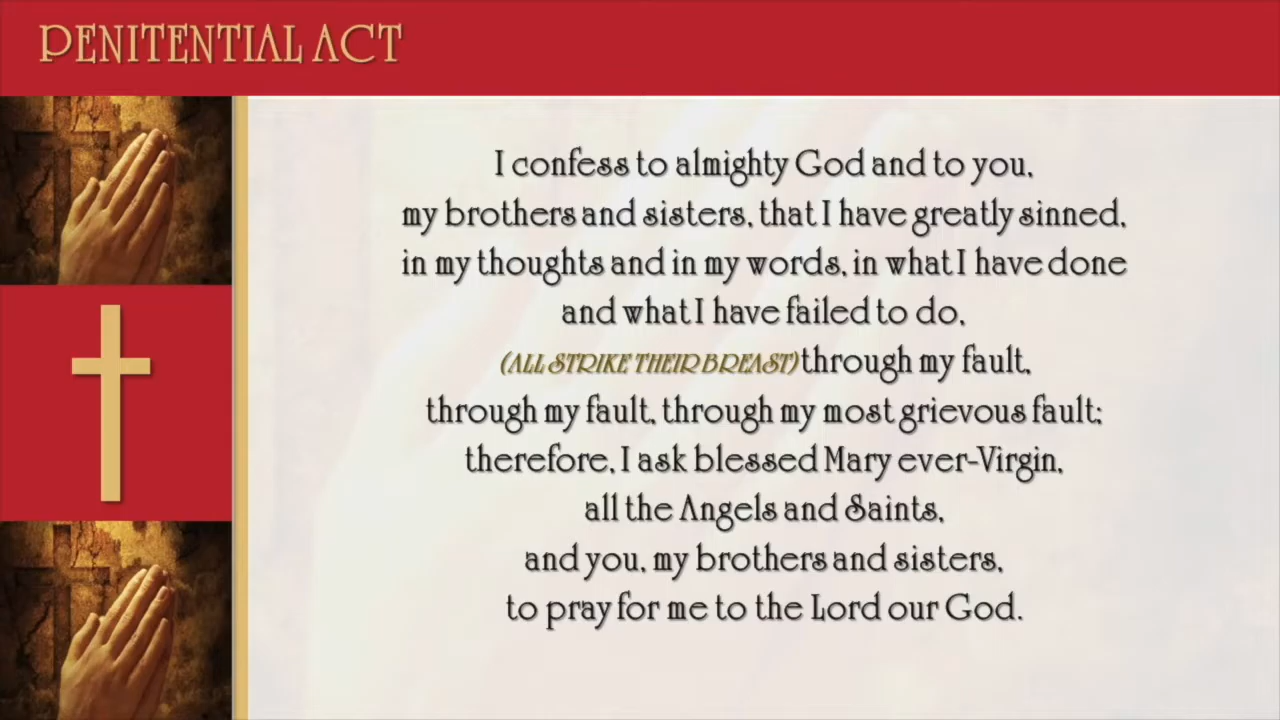 PENITENTIAL ACT
I confess to almighty God and to you,
my brothers and sisters, that I have greatly sinned,
in my thoughts and in my words, in what I have done
and what I have failed to do,
(ALL STRIKE THEIR BREAST) through my fault,
through my fault, through my most grievous fault;
therefore, I ask blessed Mary ever-Virgin,
all the Angels and Saints,
and you, my brothers and sisters,
to pray for me to the Lord our God.